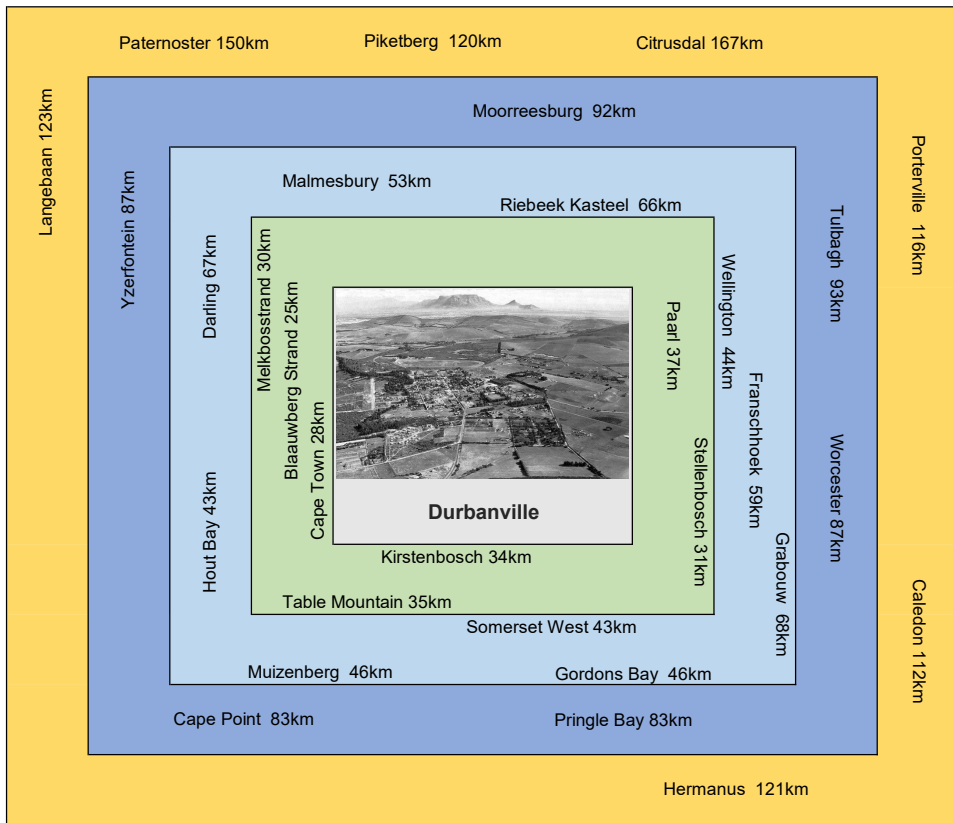 Paternoster 150km
Piketberg 120km
Citrusdal 167km
Langebaan 123km
Moorreesburg 92km
Porterville 116km
Yzerfontein 87km
Malmesbury 53km
Riebeek Kasteel 66km
Tulbagh 93km
Darling 67km
Melkbosstrand 30km
Blaauwberg Strand 25km
Cape Town 28km
Paarl 37km
Wellington 44km
Franschhoek 59km
Stellenbosch 31km
Worcester 87km
Hout Bay 43km
Durbanville
Kirstenbosch 34km
Grabouw 68km
Table Mountain 35km
Somerset West 43km
Caledon 112km
Muizenberg 46km
Gordons Bay 46km
Cape Point 83km
Pringle Bay 83km
Hermanus 121km